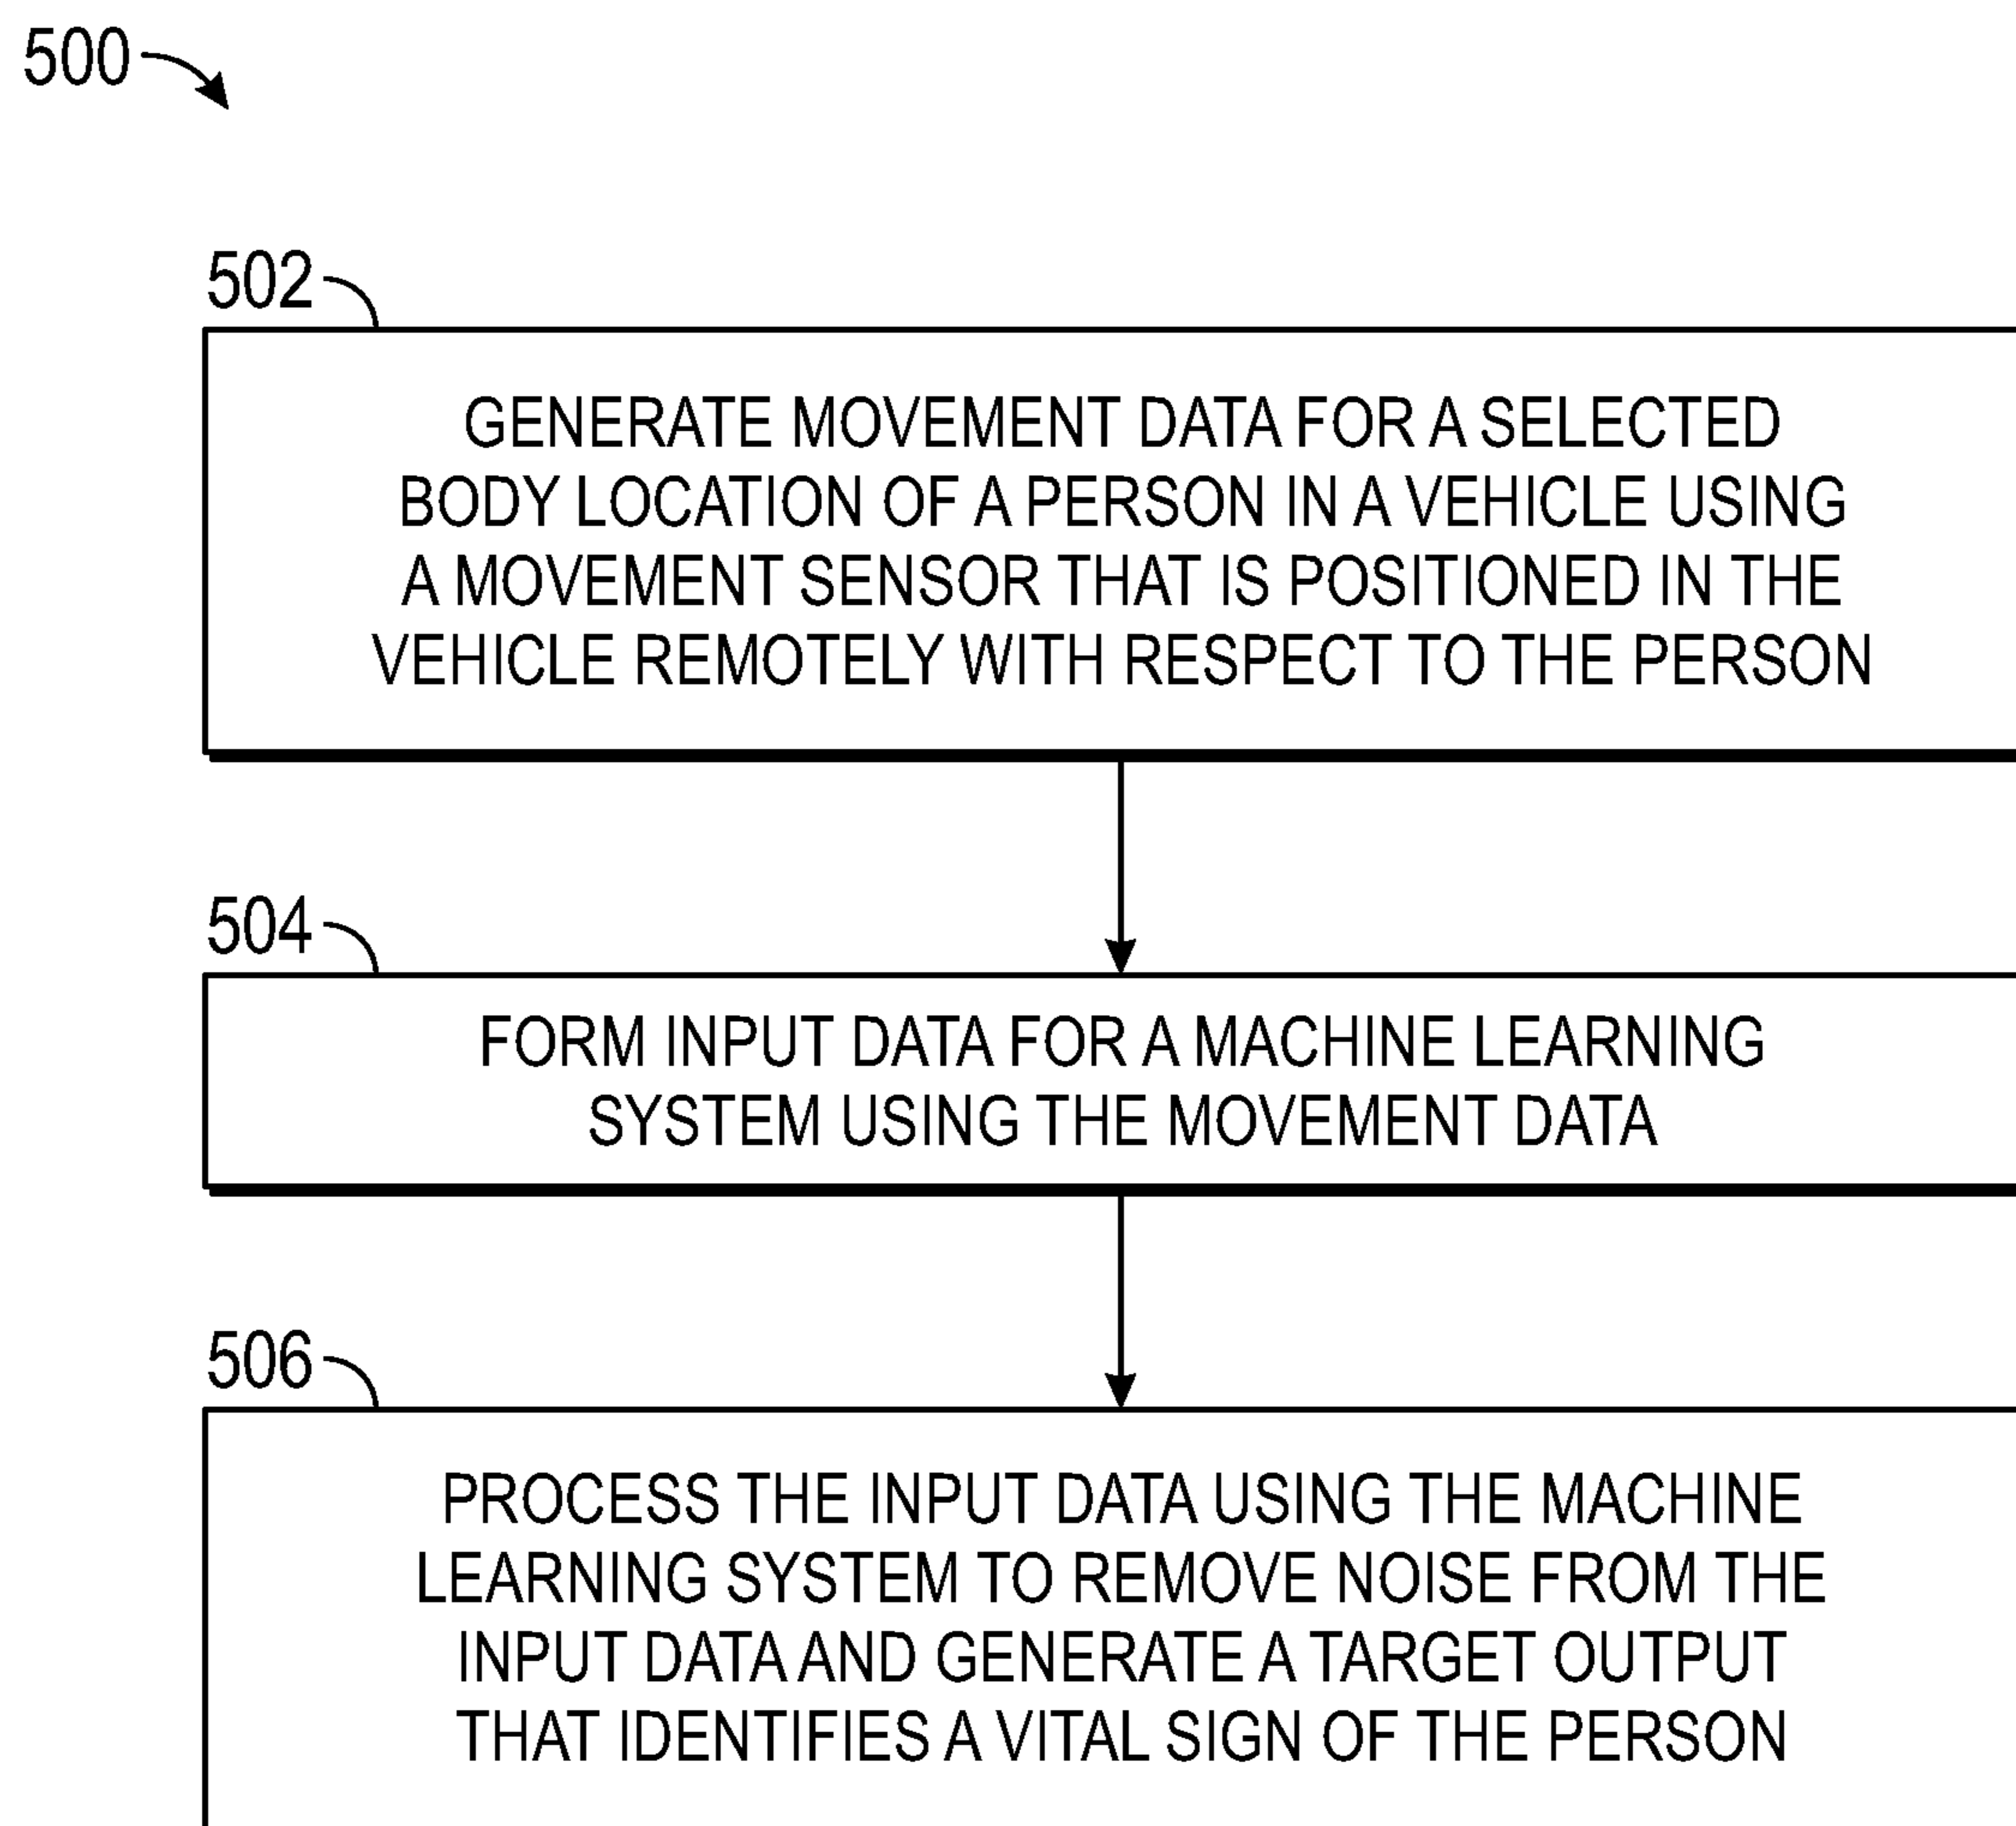 500
502
GENERATE MOVEMENT DATA FOR A SELECTED
BODY LOCATION OF A PERSON IN A VEHICLE USING
A MOVEMENT SENSOR THAT IS POSITIONED IN THE
VEHICLE REMOTELY WITH RESPECT TO THE PERSON
504
FORM INPUT DATA FOR A MACHINE LEARNING
SYSTEM USING THE MOVEMENT DATA
506
PROCESS THE INPUT DATA USING THE MACHINE
LEARNING SYSTEM TO REMOVE NOISE FROM THE
INPUT DATA AND GENERATE A TARGET OUTPUT
THAT IDENTIFIES A VITAL SIGN OF THE PERSON